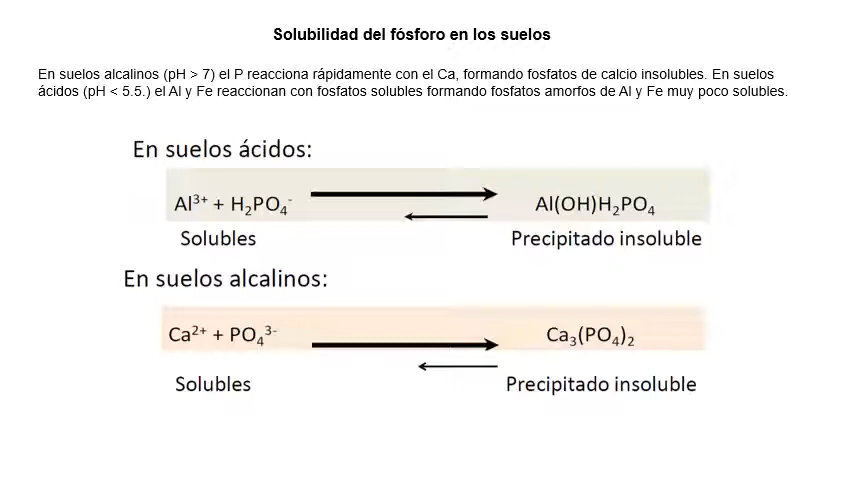 Solubilidad del fósforo en los suelos
En suelos alcalinos (pH > 7) el P reacciona rápidamente con el Ca, formando fosfatos de calcio insolubles. En suelos
ácidos (pH < 5.5.) el Al y Fe reaccionan con fosfatos solubles formando fosfatos amorfos de Al y Fe muy poco solubles.
En suelos ácidos:
Al³⁺ + H₂PO₄⁻ Al(OH)H₂PO₄
Solubles Precipitado insoluble
En suelos alcalinos:
Ca²⁺ + PO₄³⁻ Ca₃(PO₄)₂
Solubles Precipitado insoluble